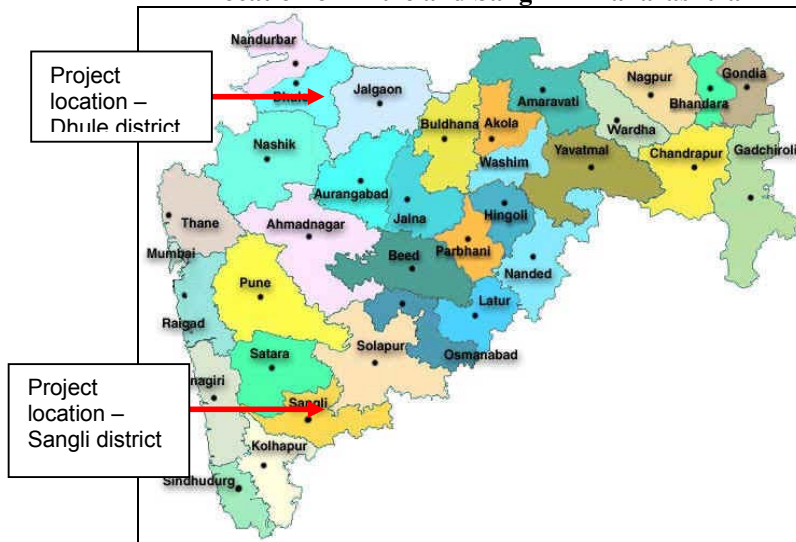 Nandurbar
Project
location –
Dhule district
Dhule
Jalgaon
Buldhana
Akola
Amaravati
Nagpur
Bhandara
Gondia
Wardha
Washim
Yavatmal
Chandrapur
Gadchiroli
Nashik
Aurangabad
Jalna
Hingoli
Thane
Ahmadnagar
Parbhani
Mumbai
Beed
Nanded
Pune
Raigad
Latur
Satara
Solapur
Osmanabad
Project
location –
Sangli district
nagiri
Sangli
Kolhapur
Sindhudurg